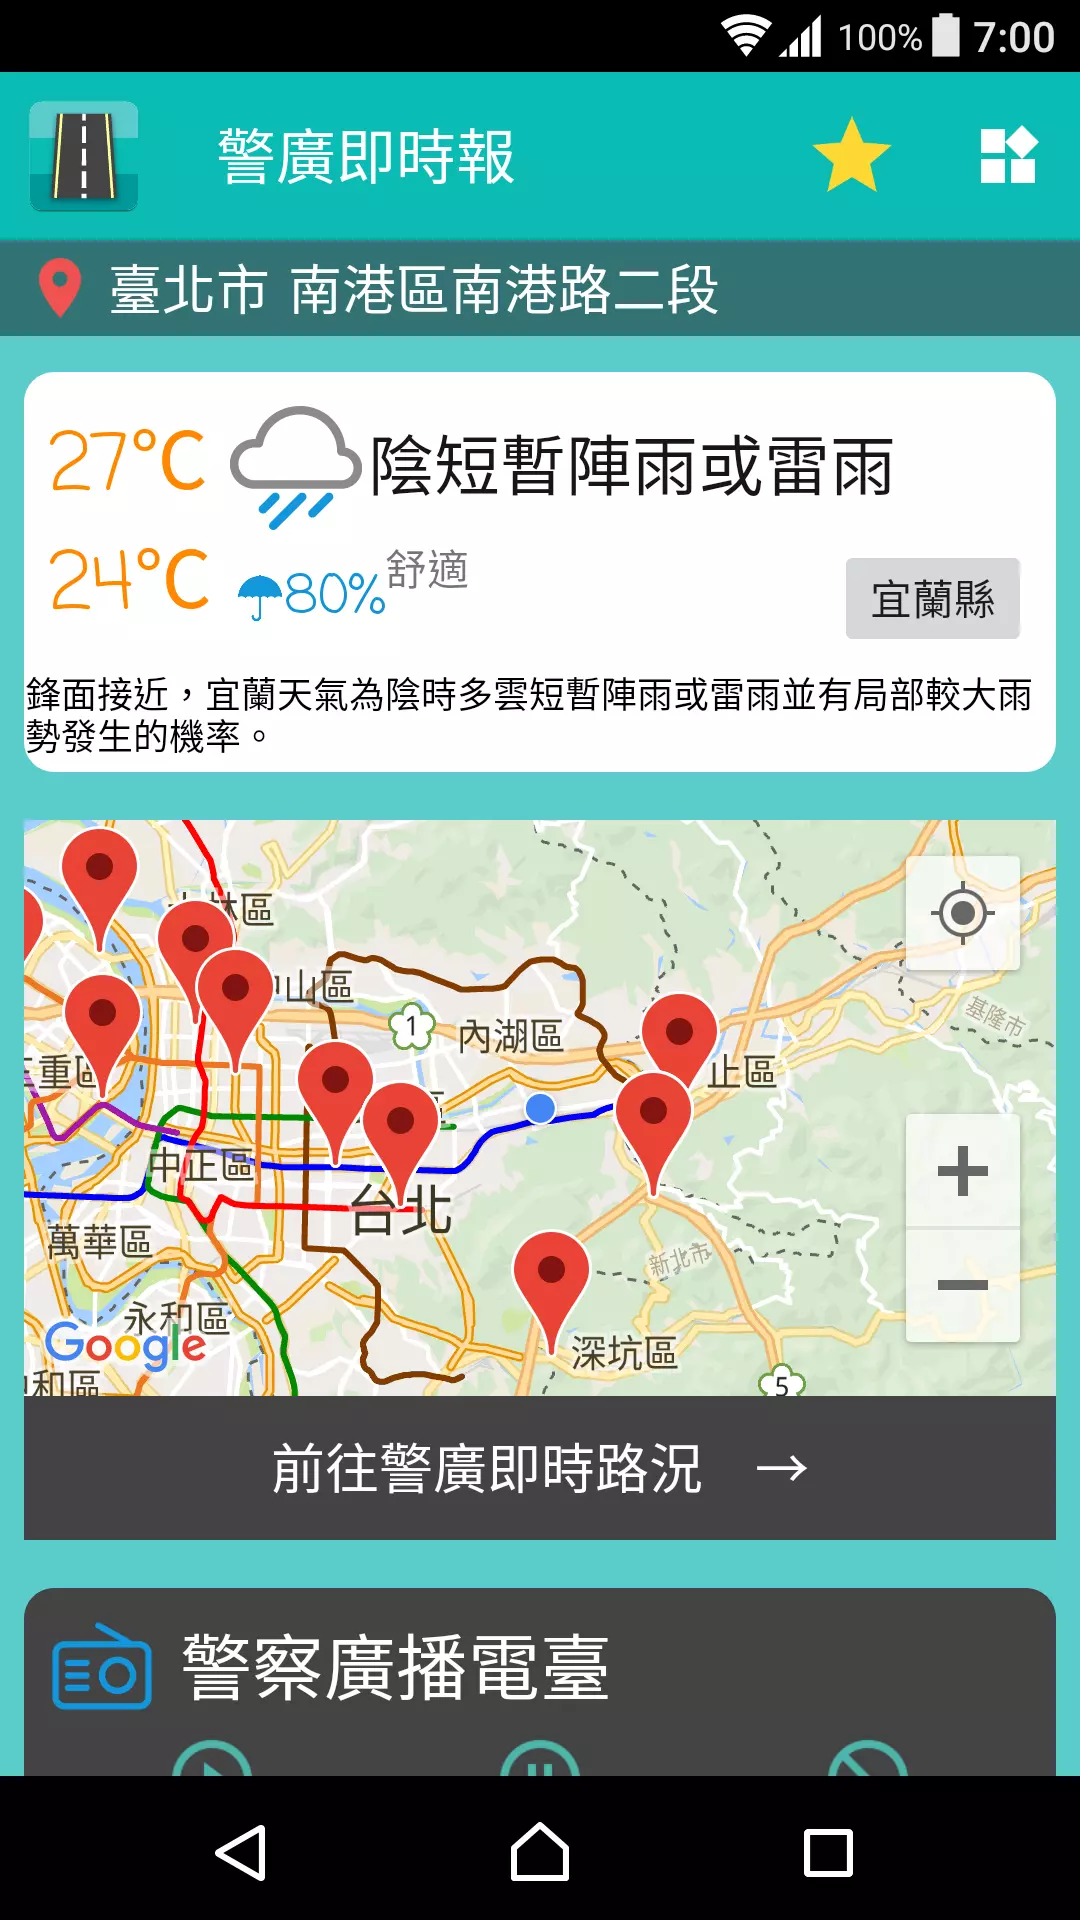 100% 7:00
警廣即時報
臺北市 南港區南港路二段
27°C 陰短暫陣雨或雷雨
24°C 80% 舒適
宜蘭縣
鋒面接近，宜蘭天氣為陰時多雲短暫陣雨或雷雨並有局部較大雨
勢發生的機率。
林區
山區
1
內湖區
基隆市
三重區
止區
中正區
台北
萬華區
新北市
永和區
Google
深坑區
和區
5
前往警廣即時路況 →
警察廣播電臺